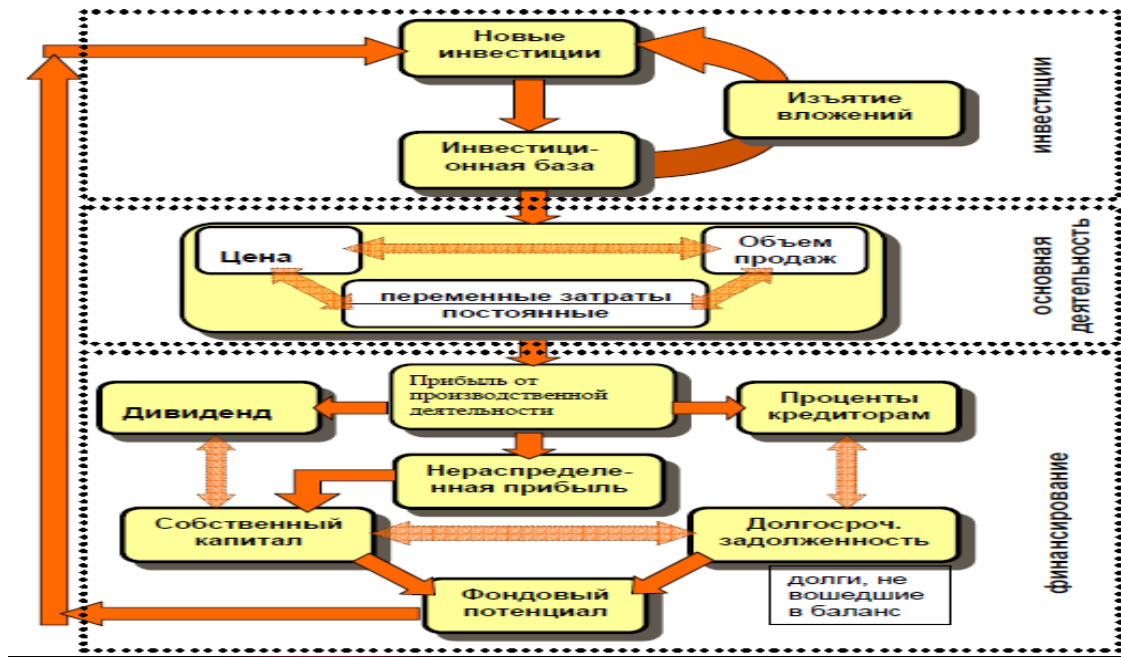 Новые
инвестиции
Изъятие
вложений
Инвестици-
онная база
инвестиции
Цена
Объем
продаж
переменные затраты
постоянные
основная
деятельность
Прибыль от
производственной
деятельности
Дивиденд
Проценты
кредиторам
Нераспределе-
нная прибыль
Собственный
капитал
Долгосроч.
задолженность
Фондовый
потенциал
долги, не
вошедшие
в баланс
финансирование